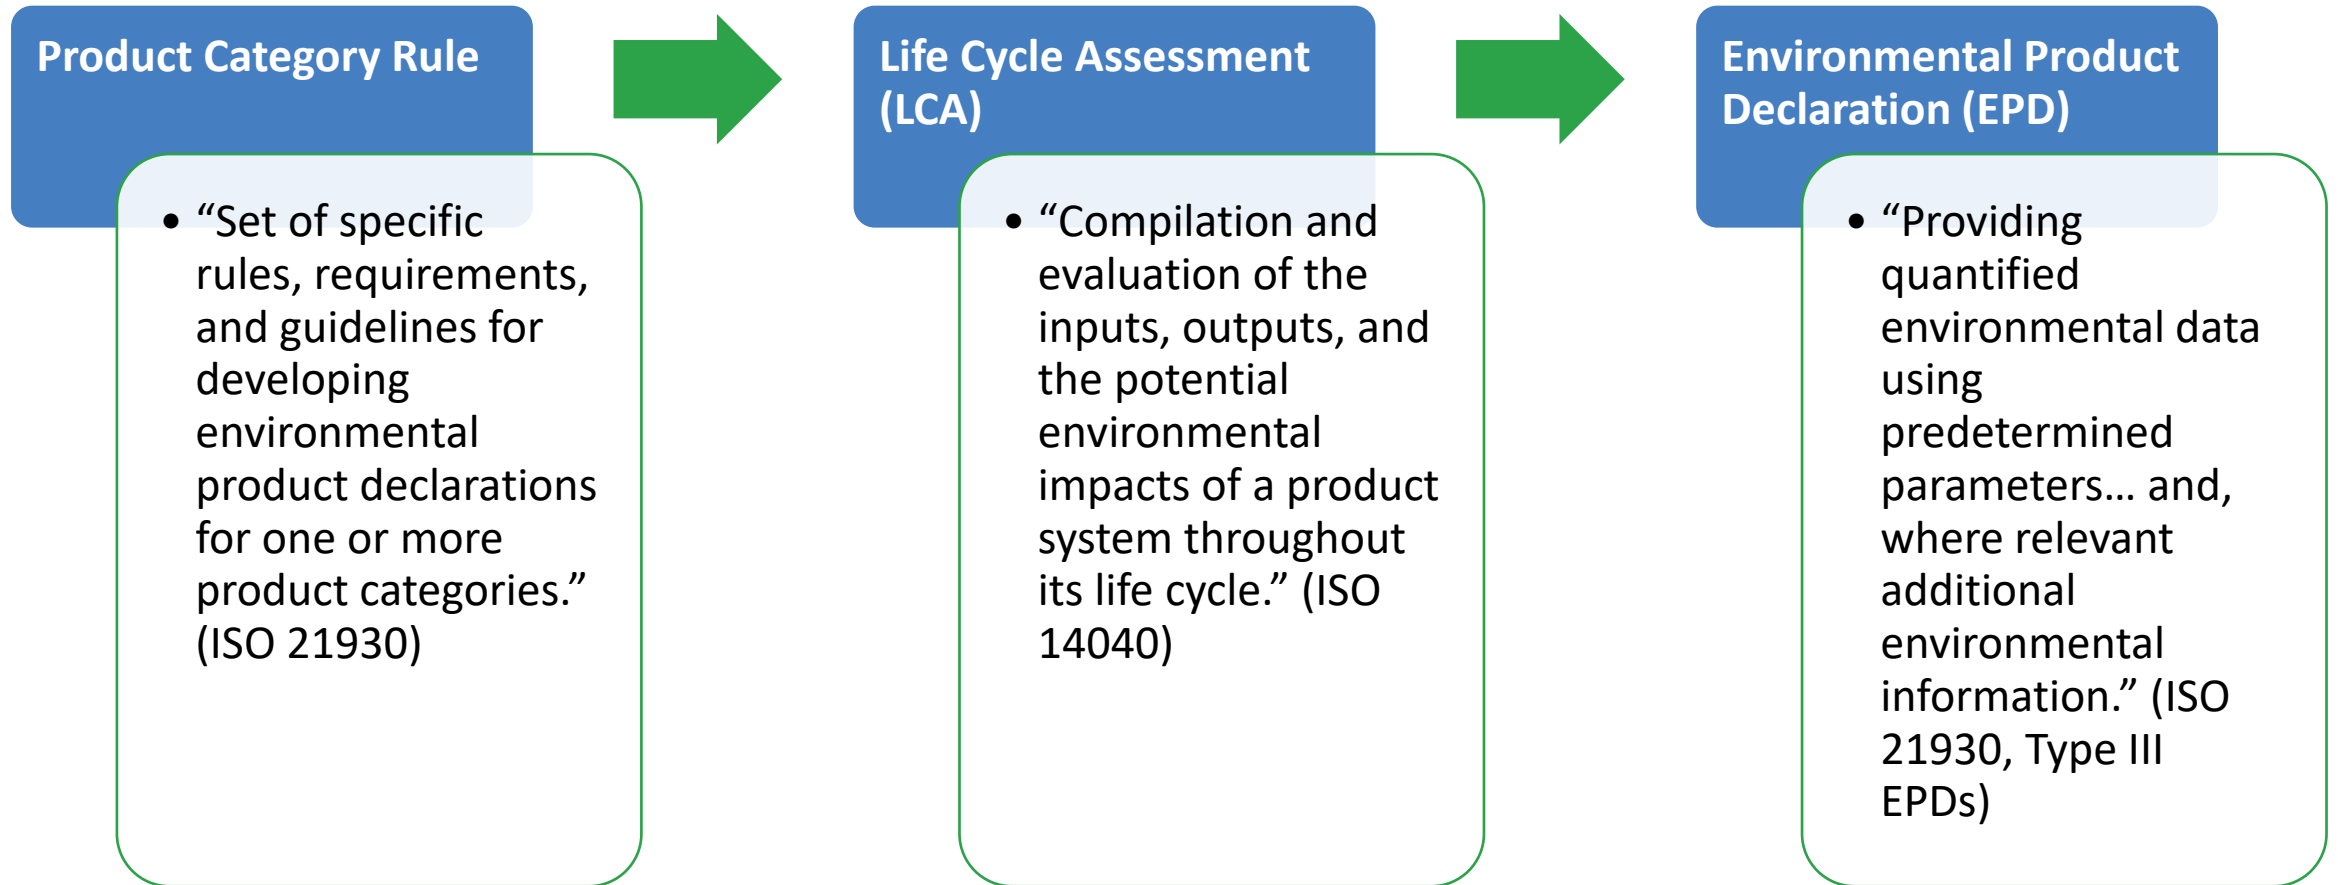 Product Category Rule
• “Set of specific
rules, requirements,
and guidelines for
developing
environmental
product declarations
for one or more
product categories.”
(ISO 21930)
Life Cycle Assessment
(LCA)
• “Compilation and
evaluation of the
inputs, outputs, and
the potential
environmental
impacts of a product
system throughout
its life cycle.” (ISO
14040)
Environmental Product
Declaration (EPD)
• “Providing
quantified
environmental data
using
predetermined
parameters… and,
where relevant
additional
environmental
information.” (ISO
21930, Type III
EPDs)